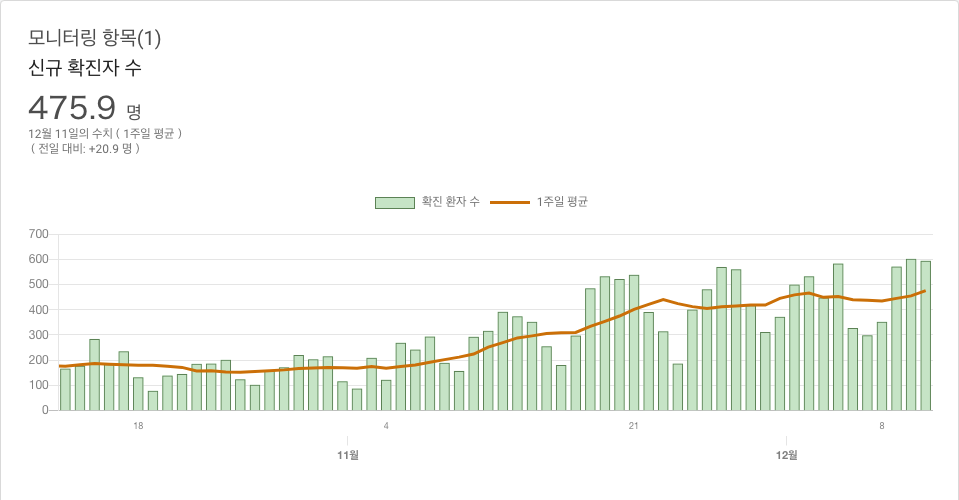 모니터링 항목(1)
신규 확진자 수
475.9 명
12월 11일의 수치 ( 1주일 평균 )
( 전일 대비: +20.9 명 )
확진 환자 수 1주일 평균
700
600
500
400
300
200
100
0
18 4 21 8
11월 12월